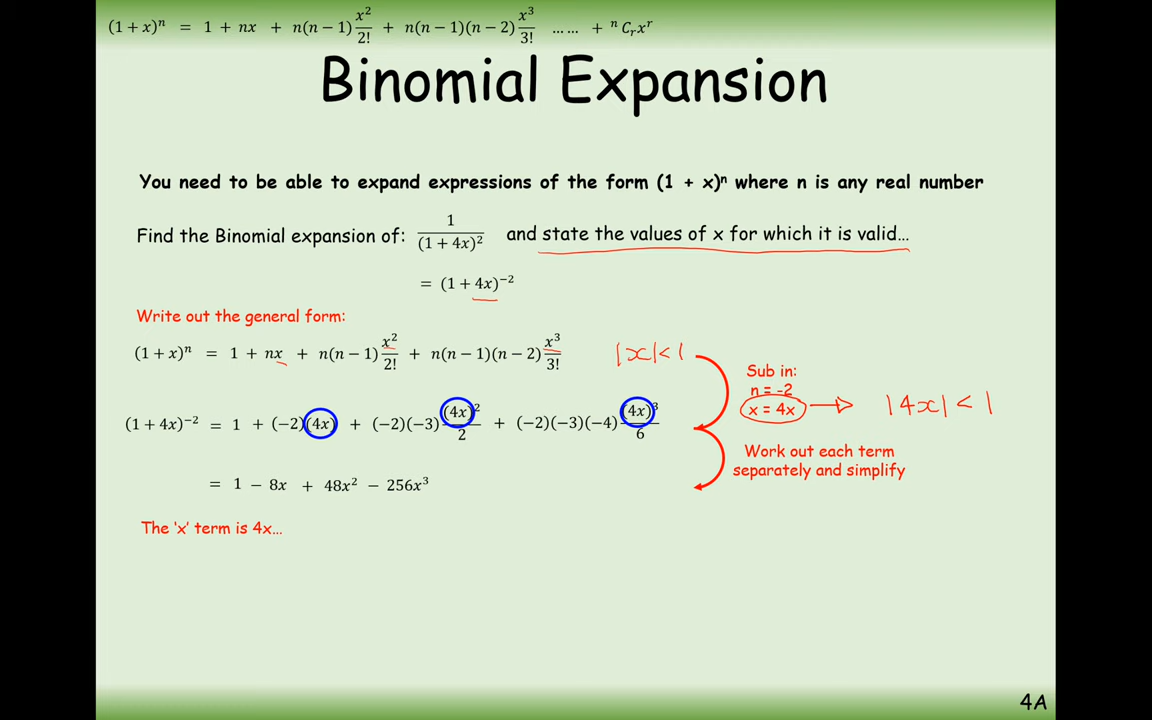 (1 + x)ⁿ = 1 + nx + n(n − 1) x²/2! + n(n − 1)(n − 2) x³/3! … … + ⁿCᵣxʳ
Binomial Expansion
You need to be able to expand expressions of the form (1 + x)ⁿ where n is any real number
Find the Binomial expansion of: 1/(1 + 4x)² and state the values of x for which it is valid…
= (1 + 4x)⁻²
Write out the general form:
(1 + x)ⁿ = 1 + nx + n(n − 1) x²/2! + n(n − 1)(n − 2) x³/3! |x| < 1
Sub in:
n = -2
x = 4x |4x| < 1
(1 + 4x)⁻² = 1 + (−2)(4x) + (−2)(−3) (4x)²/2 + (−2)(−3)(−4) (4x)³/6
Work out each term
separately and simplify
= 1 − 8x + 48x² − 256x³
The 'x' term is 4x…
4A